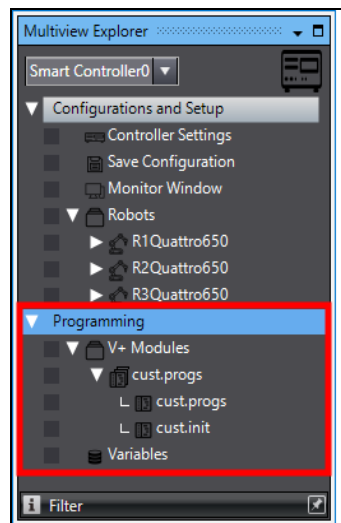 Multiview Explorer
Smart Controller0
Configurations and Setup
Controller Settings
Save Configuration
Monitor Window
Robots
R1Quattro650
R2Quattro650
R3Quattro650
Programming
V+ Modules
cust.progs
cust.progs
cust.init
Variables
Filter